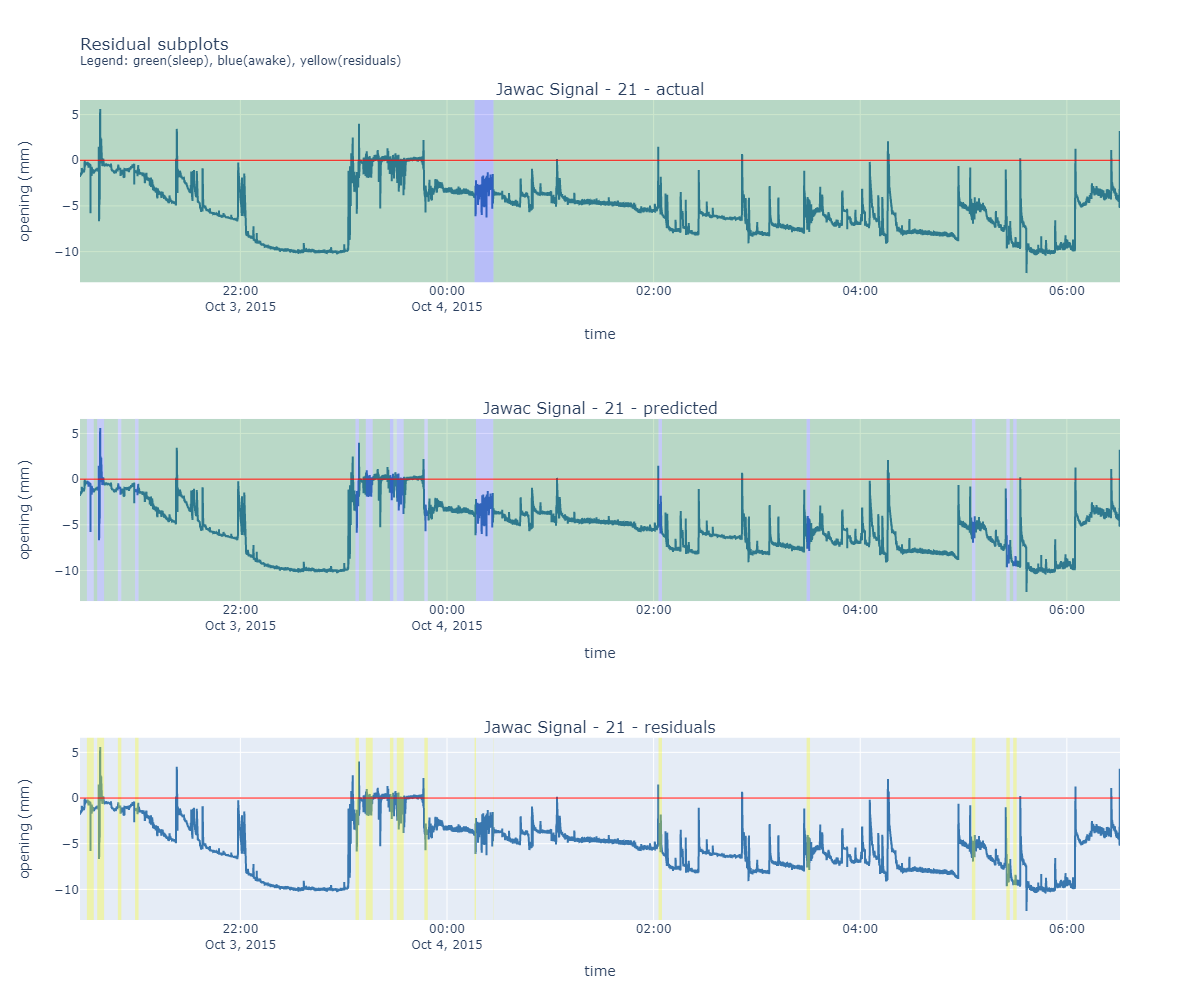 Residual subplots
Legend: green(sleep), blue(awake), yellow(residuals)
Jawac Signal - 21 - actual
opening (mm)
5
0
−5
−10
22:00 00:00 02:00 04:00 06:00
Oct 3, 2015 Oct 4, 2015
time
Jawac Signal - 21 - predicted
opening (mm)
5
0
−5
−10
22:00 00:00 02:00 04:00 06:00
Oct 3, 2015 Oct 4, 2015
time
Jawac Signal - 21 - residuals
opening (mm)
5
0
−5
−10
22:00 00:00 02:00 04:00 06:00
Oct 3, 2015 Oct 4, 2015
time